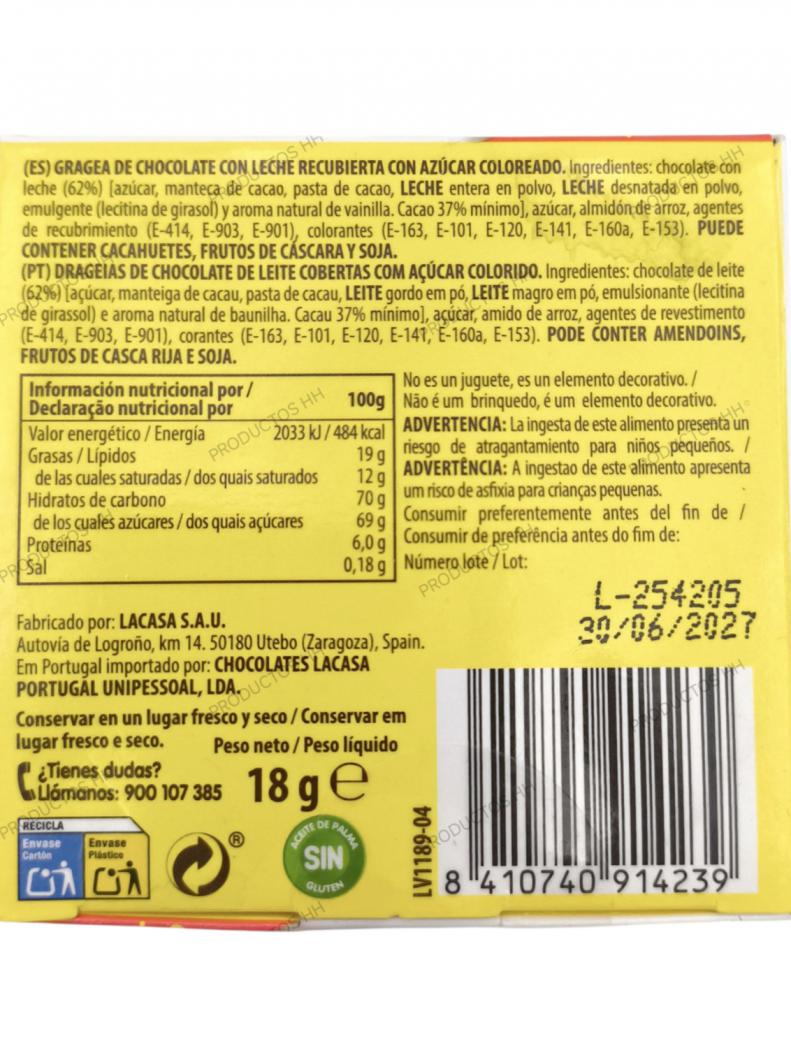 (ES) GRAGEA DE CHOCOLATE CON LECHE RECUBIERTA CON AZÚCAR COLOREADO. Ingredientes: chocolate con
leche (62%) [azúcar, manteca de cacao, pasta de cacao, LECHE entera en polvo, LECHE desnatada en polvo,
emulgente (lecitina de girasol) y aroma natural de vainilla. Cacao 37% mínimo], azúcar, almidón de arroz, agentes
de recubrimiento (E-414, E-903, E-901), colorantes (E-163, E-101, E-120, E-141, E-160a, E-153). PUEDE
CONTENER CACAHUETES, FRUTOS DE CÁSCARA Y SOJA.
(PT) DRAGEIAS DE CHOCOLATE DE LEITE COBERTAS COM AÇÚCAR COLORIDO. Ingredientes: chocolate de leite
(62%) [açúcar, manteiga de cacau, pasta de cacau, LEITE gordo em pó, LEITE magro em pó, emulsionante (lecitina
de girassol) e aroma natural de baunilha. Cacau 37% mínimo], açúcar, amido de arroz, agentes de revestimento
(E-414, E-903, E-901), corantes (E-163, E-101, E-120, E-141, E-160a, E-153). PODE CONTER AMENDOINS,
FRUTOS DE CASCA RIJA E SOJA.
Información nutricional por /
Declaração nutricional por 100g
Valor energético / Energía 2033 kJ / 484 kcal
Grasas / Lípidos 19 g
de las cuales saturadas / dos quais saturados 12 g
Hidratos de carbono 70 g
de los cuales azúcares / dos quais açúcares 69 g
Proteínas 6,0 g
Sal 0,18 g
No es un juguete, es un elemento decorativo. /
Não é um brinquedo, é um elemento decorativo.
ADVERTENCIA: La ingesta de este alimento presenta un
riesgo de atragantamiento para niños pequeños. /
ADVERTÊNCIA: A ingestao de este alimento apresenta
um risco de asfixia para crianças pequenas.
Consumir preferentemente antes del fin de /
Consumir de preferência antes do fim de:
Número lote / Lot:
L-254205
30/06/2027
Fabricado por: LACASA S.A.U.
Autovía de Logroño, km 14. 50180 Utebo (Zaragoza), Spain.
Em Portugal importado por: CHOCOLATES LACASA
PORTUGAL UNIPESSOAL, LDA.
Conservar en un lugar fresco y seco / Conservar em
lugar fresco e seco.
Peso neto / Peso líquido
18 g e
¿Tienes dudas?
Llámanos: 900 107 385
RECICLA
Envase
Cartón
Envase
Plástico
®
ACEITE DE PALMA
SIN
GLUTEN
LV1189-04
8 410740 914239
PRODUCTOS HH